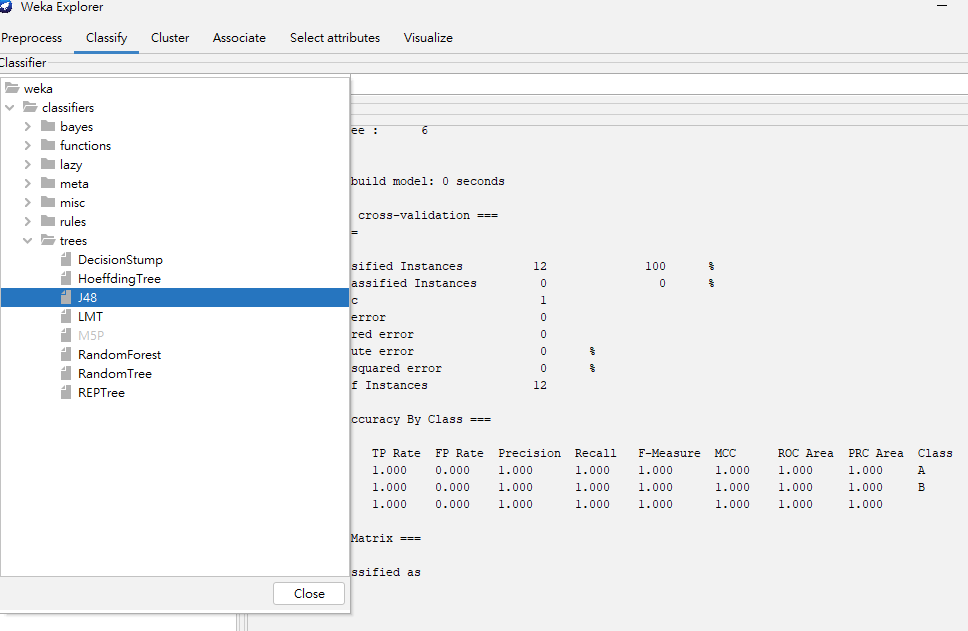 Weka Explorer
Preprocess Classify Cluster Associate Select attributes Visualize
Classifier
weka
classifiers
bayes
functions
lazy
meta
misc
rules
trees
DecisionStump
HoeffdingTree
J48
LMT
M5P
RandomForest
RandomTree
REPTree
Close
ee : 6
build model: 0 seconds
cross-validation ===
=
sified Instances 12 100 %
assified Instances 0 0 %
c 1
error 0
red error 0
ute error 0 %
squared error 0 %
f Instances 12
ccuracy By Class ===
TP Rate FP Rate Precision Recall F-Measure MCC ROC Area PRC Area Class
1.000 0.000 1.000 1.000 1.000 1.000 1.000 1.000 A
1.000 0.000 1.000 1.000 1.000 1.000 1.000 1.000 B
1.000 0.000 1.000 1.000 1.000 1.000 1.000 1.000
Matrix ===
ssified as